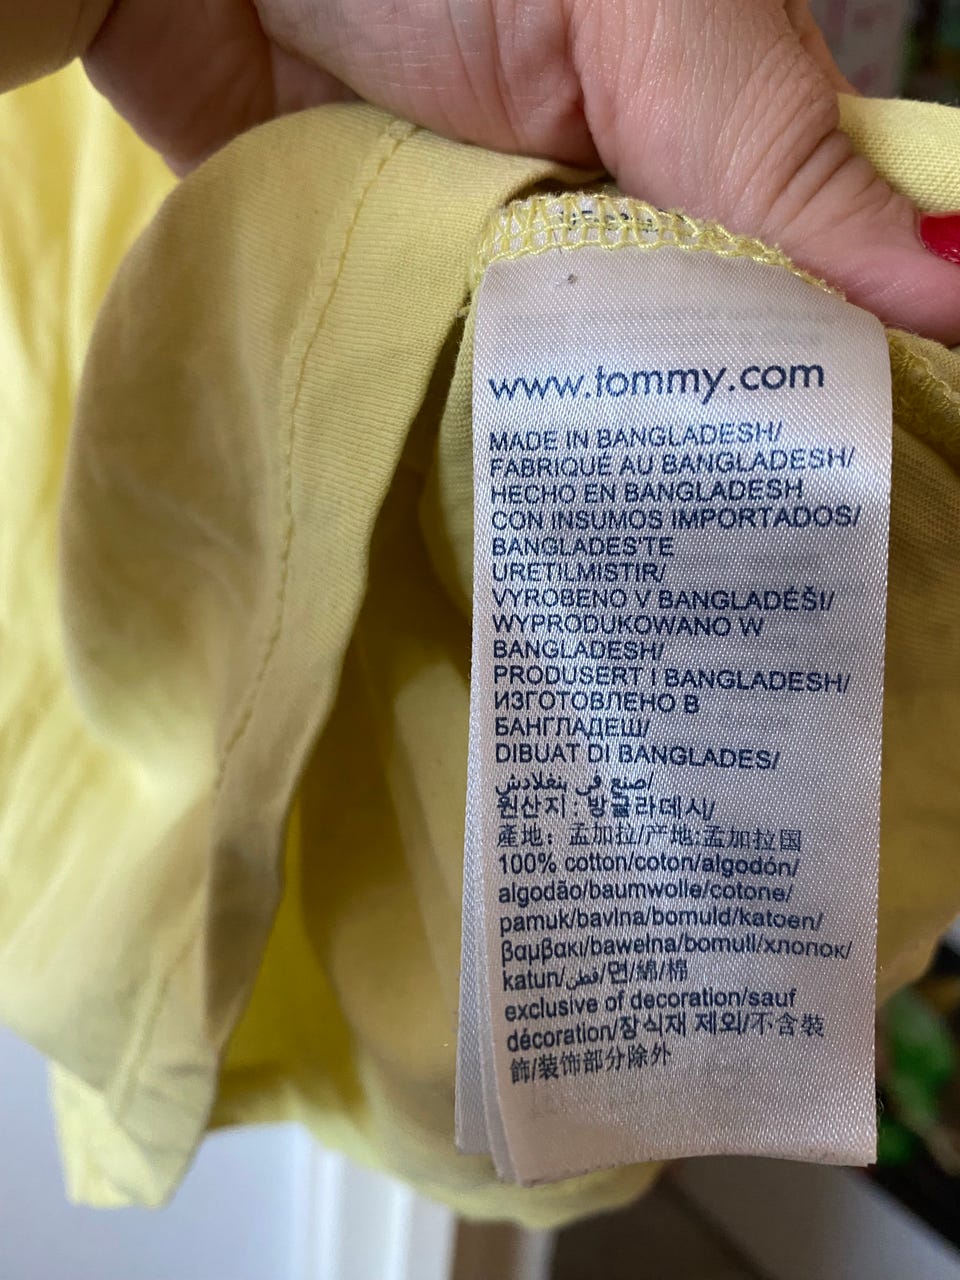 www.tommy.com
MADE IN BANGLADESH/
FABRIQUÉ AU BANGLADESH/
HECHO EN BANGLADESH
CON INSUMOS IMPORTADOS/
BANGLADES'TE
URETILMISTIR/
VYROBENO V BANGLADÉŠI/
WYPRODUKOWANO W
BANGLADESH/
PRODUSERT I BANGLADESH/
ИЗГОТОВЛЕНО В
БАНГЛАДЕШ/
DIBUAT DI BANGLADES/
صنع في بنغلادش/
원산지: 방글라데시/
產地: 孟加拉/产地:孟加拉国
100% cotton/coton/algodón/
algodão/baumwolle/cotone/
pamuk/bavlna/bomuld/katoen/
βαμβακι/bawełna/bomull/хлопок/
katun/قطن/면/綿/棉
exclusive of decoration/sauf
décoration/장식재 제외/不含裝
飾/装饰部分除外